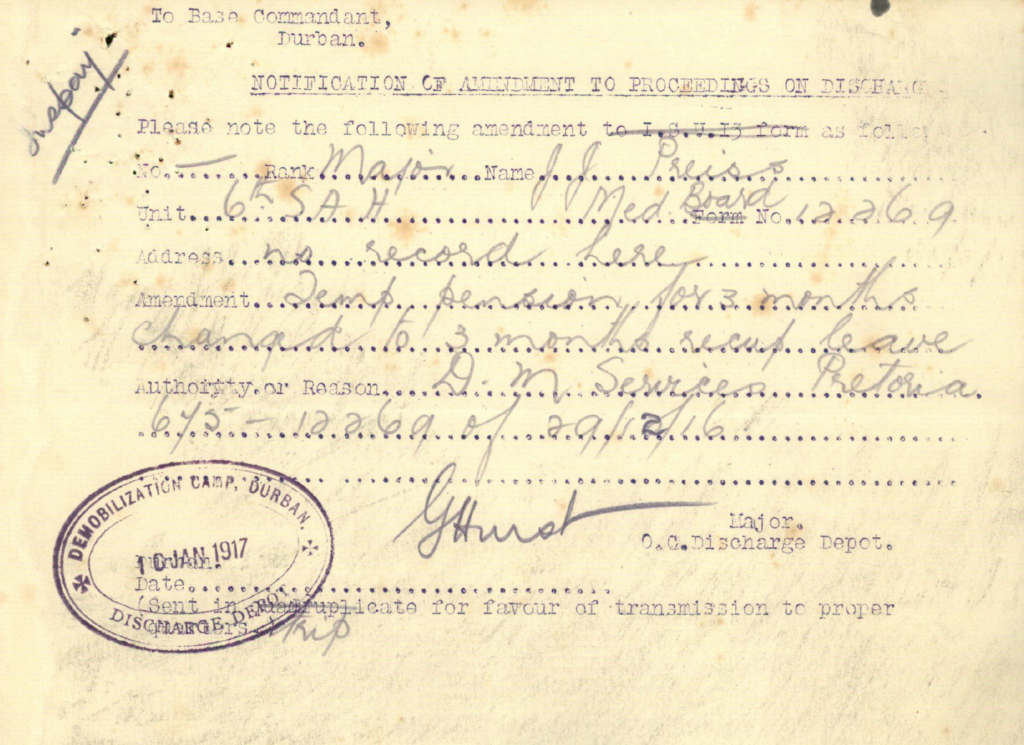 To Base Commandant,
Durban.
NOTIFICATION OF AMENDMENT TO PROCEEDINGS ON DISCHARGE
Please note the following amendment to I.S.U.13 form as follo
No. — Rank Major Name J J Preiss
Unit 6th S A H Med Board Form No. 12269
Address no record here
Amendment Temp pension for 3 months
changed to 3 months recup leave
Authority or Reason D. M Services Pretoria.
675 - 12269 of 29/12/16
GHurst
Major.
O.C.Discharge Depot.
DEMOBILIZATION CAMP, DURBAN.
10 JAN 1917
DISCHARGE DEPOT
Durban.
Date
(Sent in quadruplicate for favour of transmission to proper
quarters. Trip